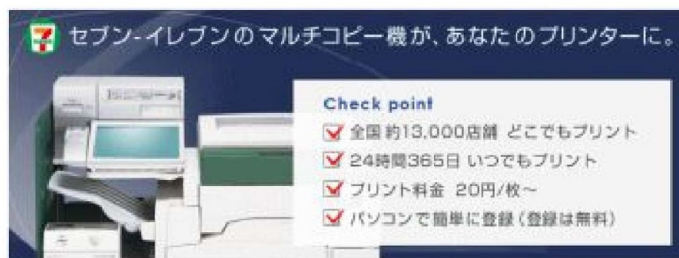 セブン-イレブンのマルチコピー機が、あなたのプリンターに。
Check point
全国 約13,000店舗 どこでもプリント
24時間365日 いつでもプリント
プリント料金 20円/枚～
パソコンで簡単に登録(登録は無料)